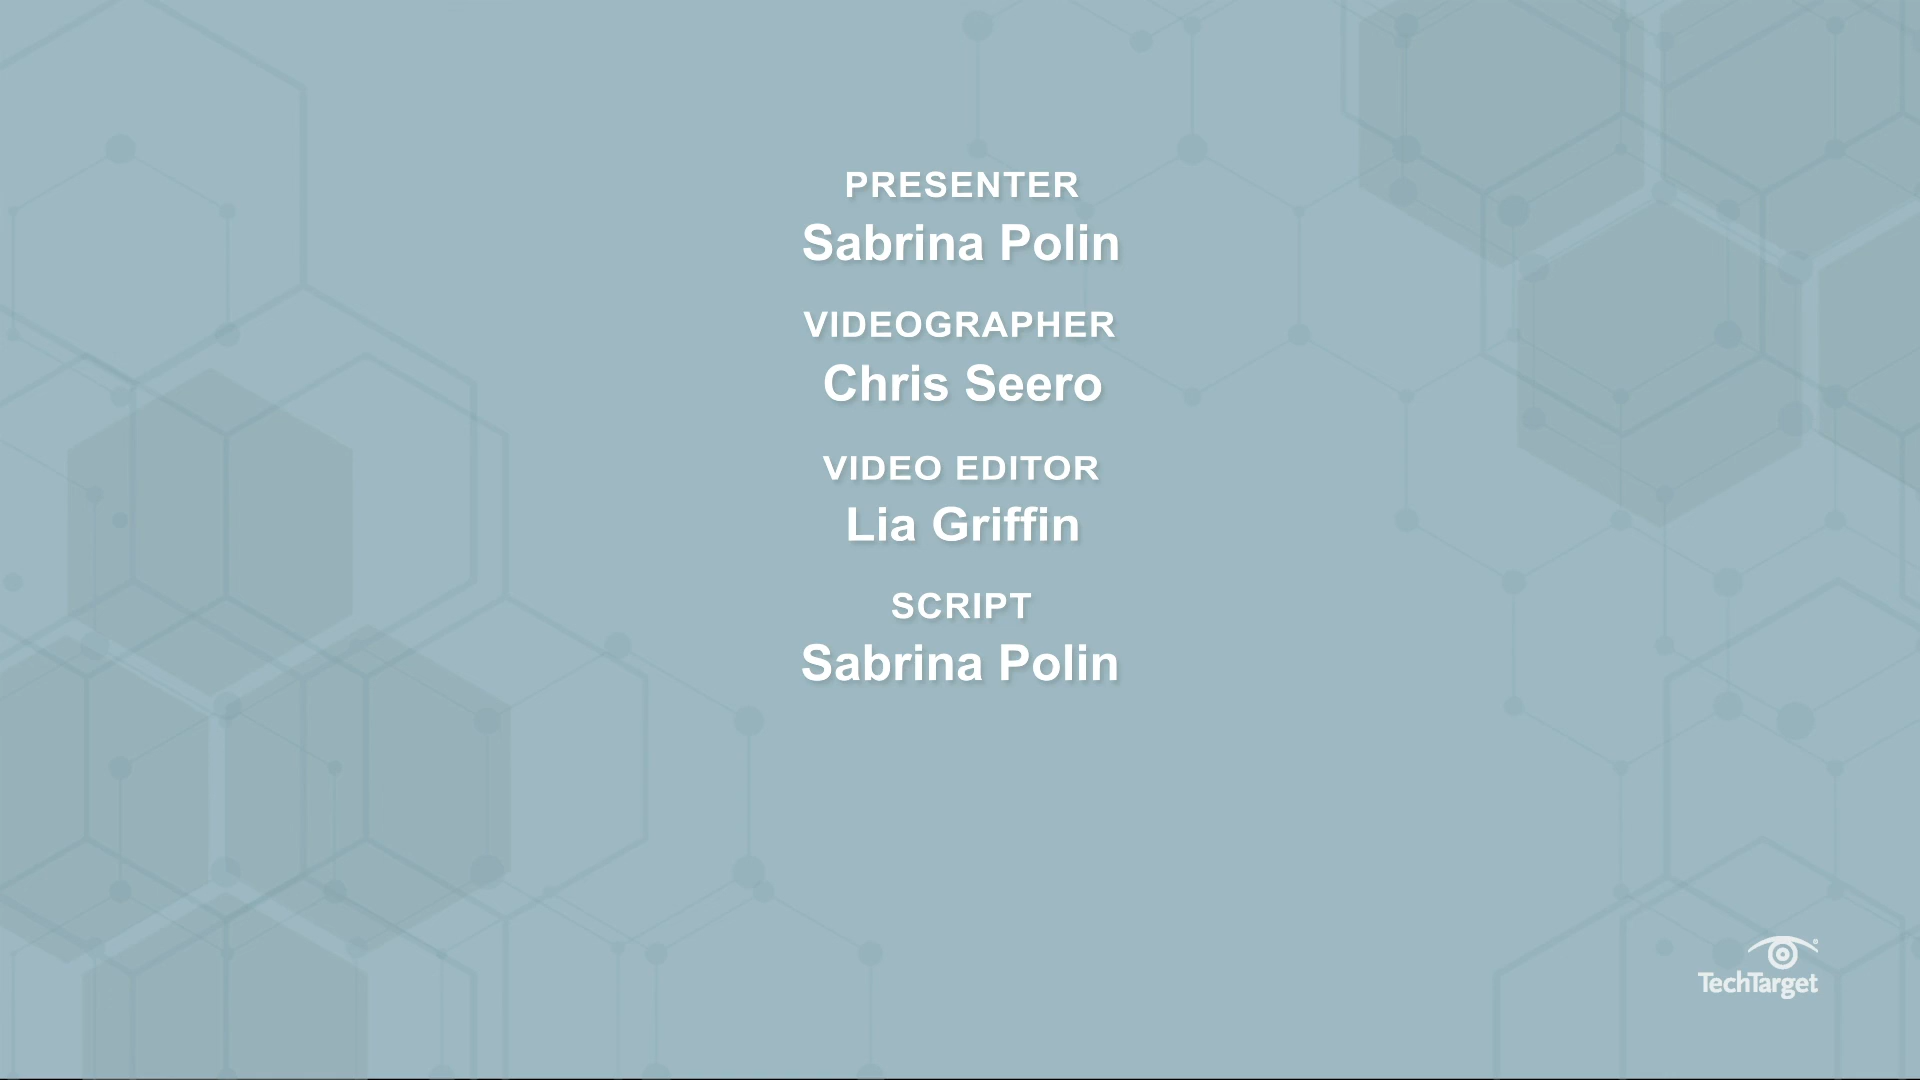 PRESENTER
Sabrina Polin
VIDEOGRAPHER
Chris Seero
VIDEO EDITOR
Lia Griffin
SCRIPT
Sabrina Polin
TechTarget